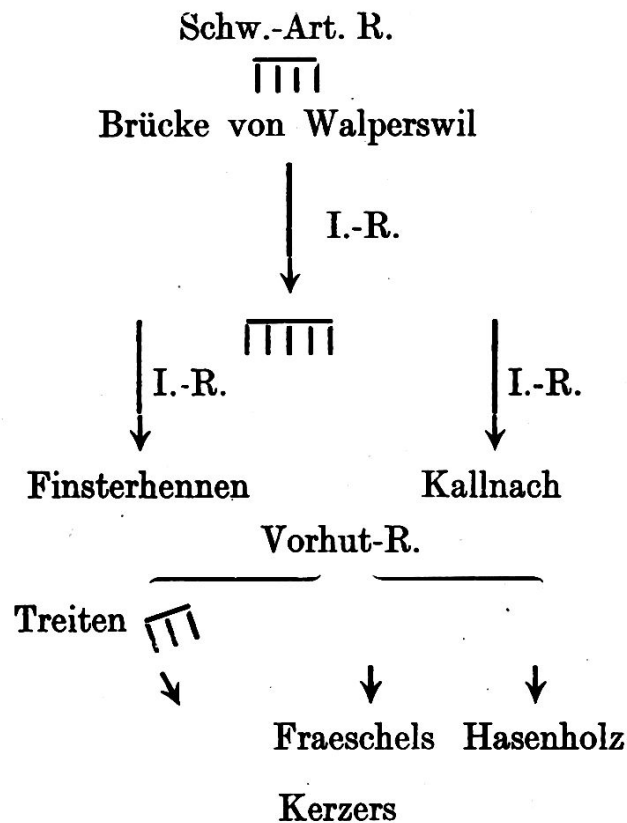 Schw.-Art. R.
Brücke von Walperswil
I.-R.
I.-R. I.-R.
Finsterhennen Kallnach
Vorhut-R.
Treiten
Fraeschels Hasenholz
Kerzers